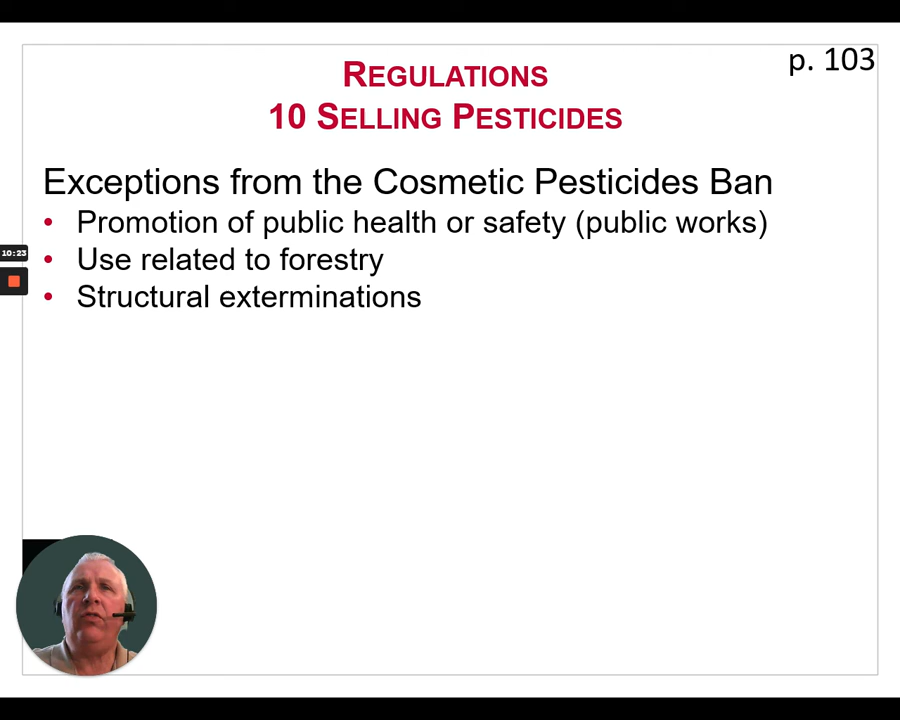 p. 103
REGULATIONS
10 SELLING PESTICIDES
Exceptions from the Cosmetic Pesticides Ban
• Promotion of public health or safety (public works)
10:23
• Use related to forestry
• Structural exterminations